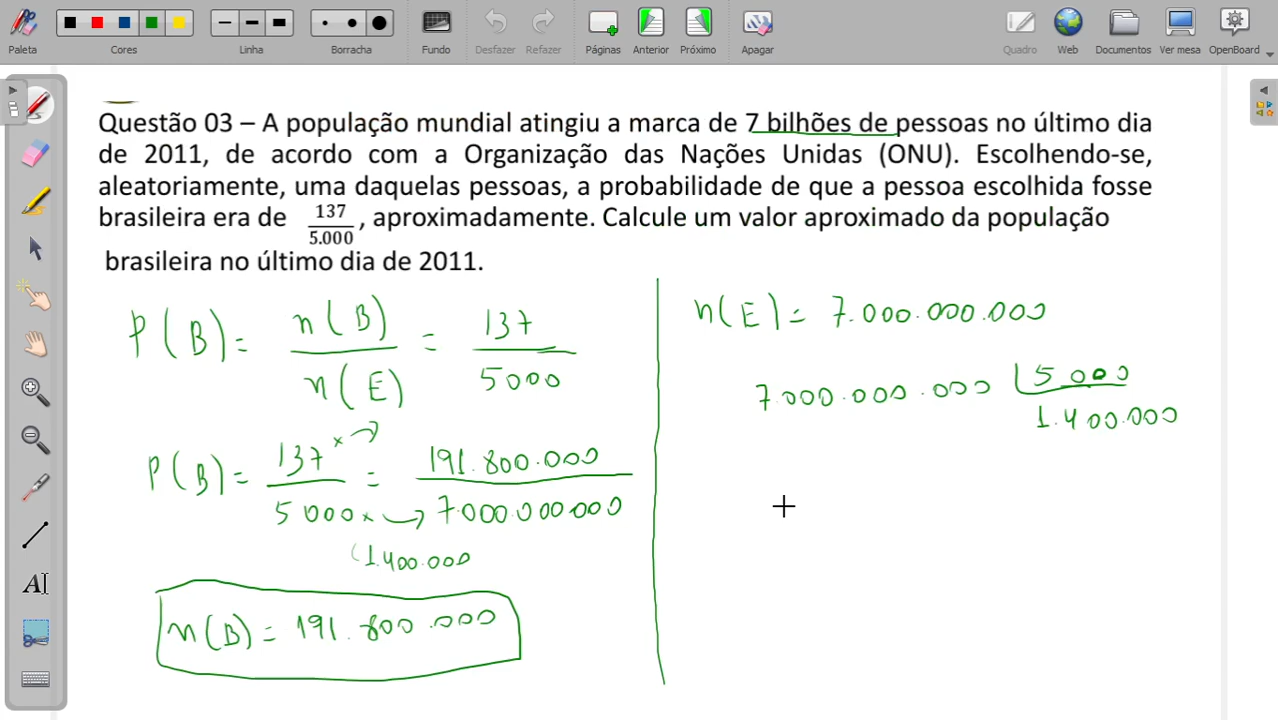 Paleta Cores Linha Borracha Fundo Desfazer Refazer Páginas Anterior Próximo Apagar Quadro Web Documentos Ver mesa OpenBoard
Questão 03 – A população mundial atingiu a marca de 7 bilhões de pessoas no último dia
de 2011, de acordo com a Organização das Nações Unidas (ONU). Escolhendo-se,
aleatoriamente, uma daquelas pessoas, a probabilidade de que a pessoa escolhida fosse
brasileira era de 137/5.000, aproximadamente. Calcule um valor aproximado da população
brasileira no último dia de 2011.
P(B) = n(B)/n(E) = 137/5000
P(B) = 137 × / 5000 × = 191.800.000/7.000.000.000
(1.400.000
n(B) = 191.800.000
n(E) = 7.000.000.000
7.000.000.000 5.000
1.400.000
A